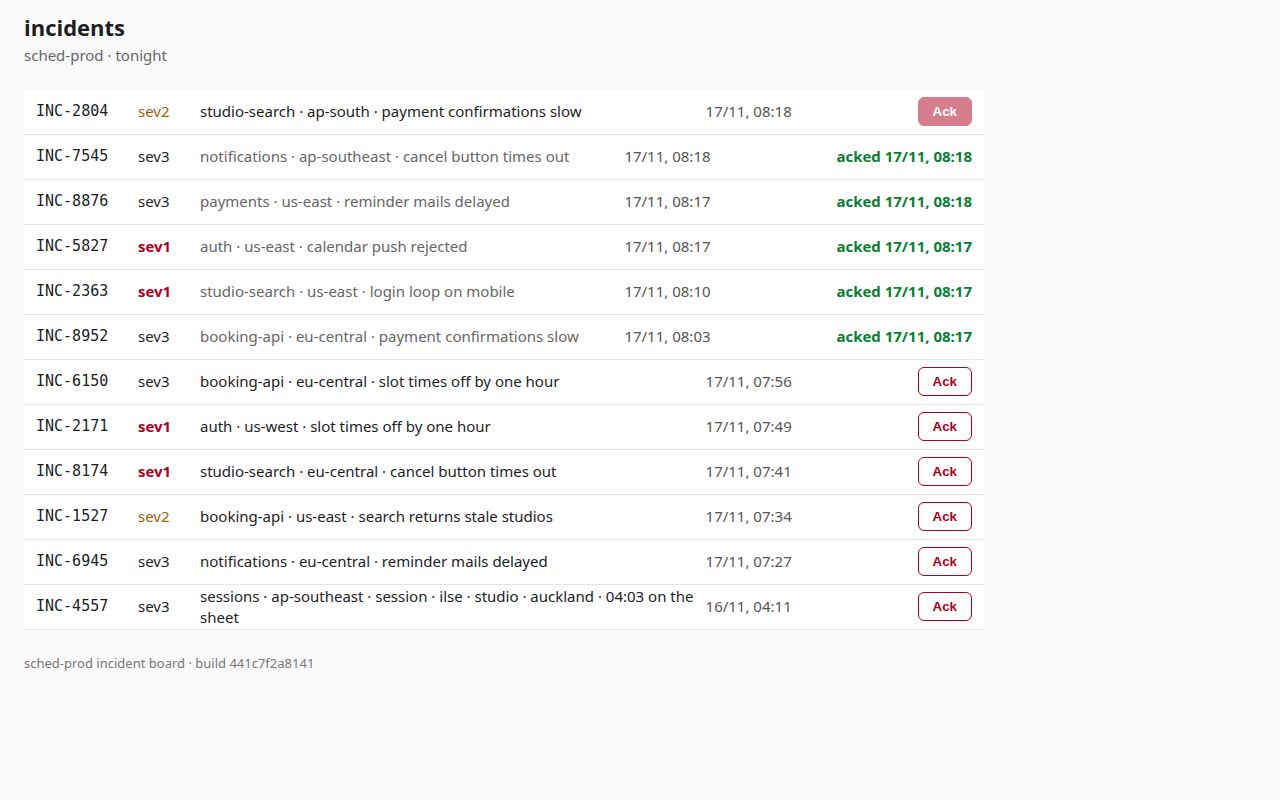 incidents
sched-prod · tonight
INC-2804 sev2 studio-search · ap-south · payment confirmations slow 17/11, 08:18 Ack
INC-7545 sev3 notifications · ap-southeast · cancel button times out 17/11, 08:18 acked 17/11, 08:18
INC-8876 sev3 payments · us-east · reminder mails delayed 17/11, 08:17 acked 17/11, 08:18
INC-5827 sev1 auth · us-east · calendar push rejected 17/11, 08:17 acked 17/11, 08:17
INC-2363 sev1 studio-search · us-east · login loop on mobile 17/11, 08:10 acked 17/11, 08:17
INC-8952 sev3 booking-api · eu-central · payment confirmations slow 17/11, 08:03 acked 17/11, 08:17
INC-6150 sev3 booking-api · eu-central · slot times off by one hour 17/11, 07:56 Ack
INC-2171 sev1 auth · us-west · slot times off by one hour 17/11, 07:49 Ack
INC-8174 sev1 studio-search · eu-central · cancel button times out 17/11, 07:41 Ack
INC-1527 sev2 booking-api · us-east · search returns stale studios 17/11, 07:34 Ack
INC-6945 sev3 notifications · eu-central · reminder mails delayed 17/11, 07:27 Ack
INC-4557 sev3 sessions · ap-southeast · session · ilse · studio · auckland · 04:03 on the 16/11, 04:11 Ack
sheet
sched-prod incident board · build 441c7f2a8141